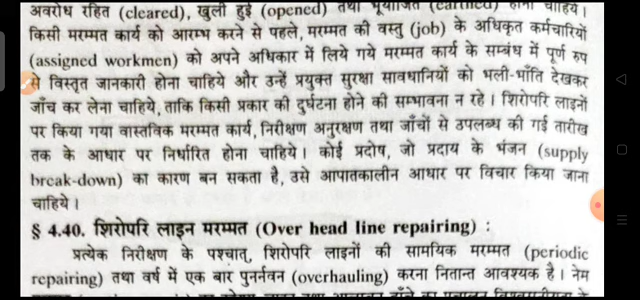 अवरोध रहित (cleared), खुली हुई (opened) तथा भूयोजित (earthed) होना चाहिये।
किसी मरम्मत कार्य को आरम्भ करने से पहले, मरम्मत की वस्तु (job) के अधिकृत कर्मचारियों
(assigned workmen) को अपने अधिकार में लिये गये मरम्मत कार्य के सम्बंध में पूर्ण रुप
से विस्तृत जानकारी होना चाहिये और उन्हें प्रयुक्त सुरक्षा सावधानियों को भली-भाँति देखकर
जाँच कर लेना चाहिये, ताकि किसी प्रकार की दुर्घटना होने की सम्भावना न रहे। शिरोपरि लाइनों
पर किया गया वास्तविक मरम्मत कार्य, निरीक्षण अनुरक्षण तथा जाँचों से उपलब्ध की गई तारीख
तक के आधार पर निर्धारित होना चाहिये। कोई प्रदोष, जो प्रदाय के भंजन (supply
break-down) का कारण बन सकता है, उसे आपातकालीन आधार पर विचार किया जाना
चाहिये।
§ 4.40. शिरोपरि लाइन मरम्मत (Over head line repairing) :
प्रत्येक निरीक्षण के पश्चात्, शिरोपरि लाइनों की सामयिक मरम्मत (periodic
repairing) तथा वर्ष में एक बार पुनर्नवन (overhauling) करना नितान्त आवश्यक है। नेम